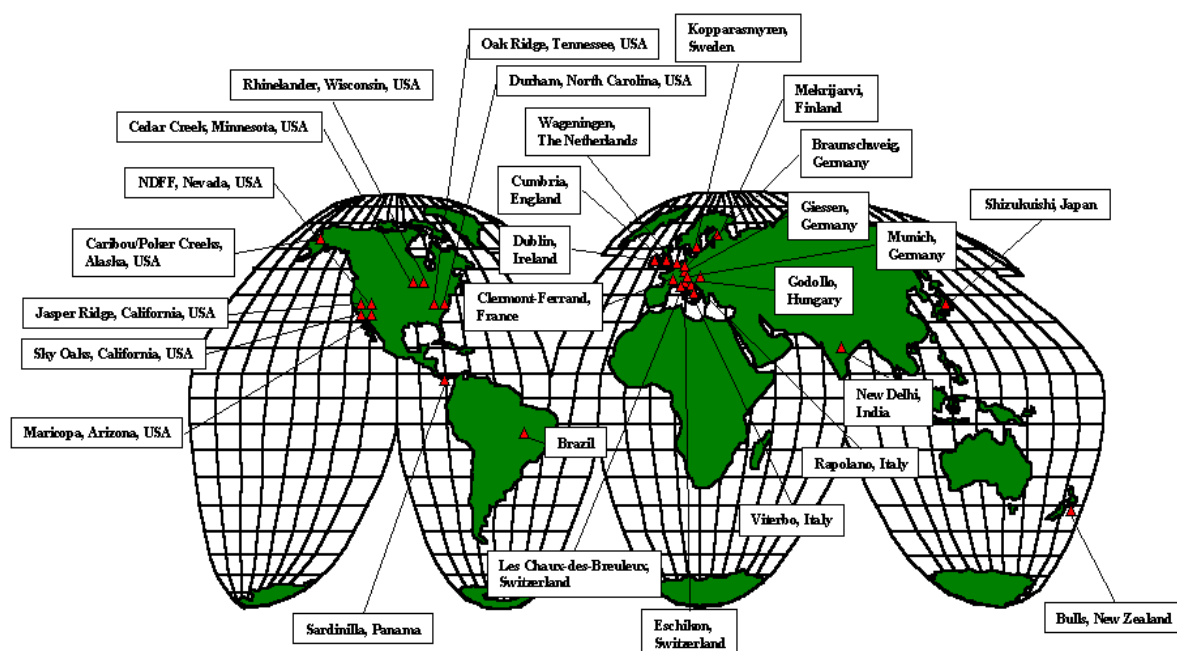 Kopparasmyren,
Sweden
Oak Ridge, Tennessee, USA
Durham, North Carolina, USA
Rhinelander, Wisconsin, USA
Mekrijarvi,
Finland
Cedar Creek, Minnesota, USA
Wageningen,
The Netherlands
Braunschweig,
Germany
NDFF, Nevada, USA
Cumbria,
England
Giessen,
Germany
Shizukuishi, Japan
Caribou/Poker Creeks,
Alaska, USA
Dublin,
Ireland
Munich,
Germany
Godollo,
Hungary
Jasper Ridge, California, USA
Clermont-Ferrand,
France
Sky Oaks, California, USA
New Delhi,
India
Maricopa, Arizona, USA
Brazil
Rapolano, Italy
Viterbo, Italy
Les Chaux-des-Breuleux,
Switzerland
Sardinilla, Panama
Eschikon,
Switzerland
Bulls, New Zealand